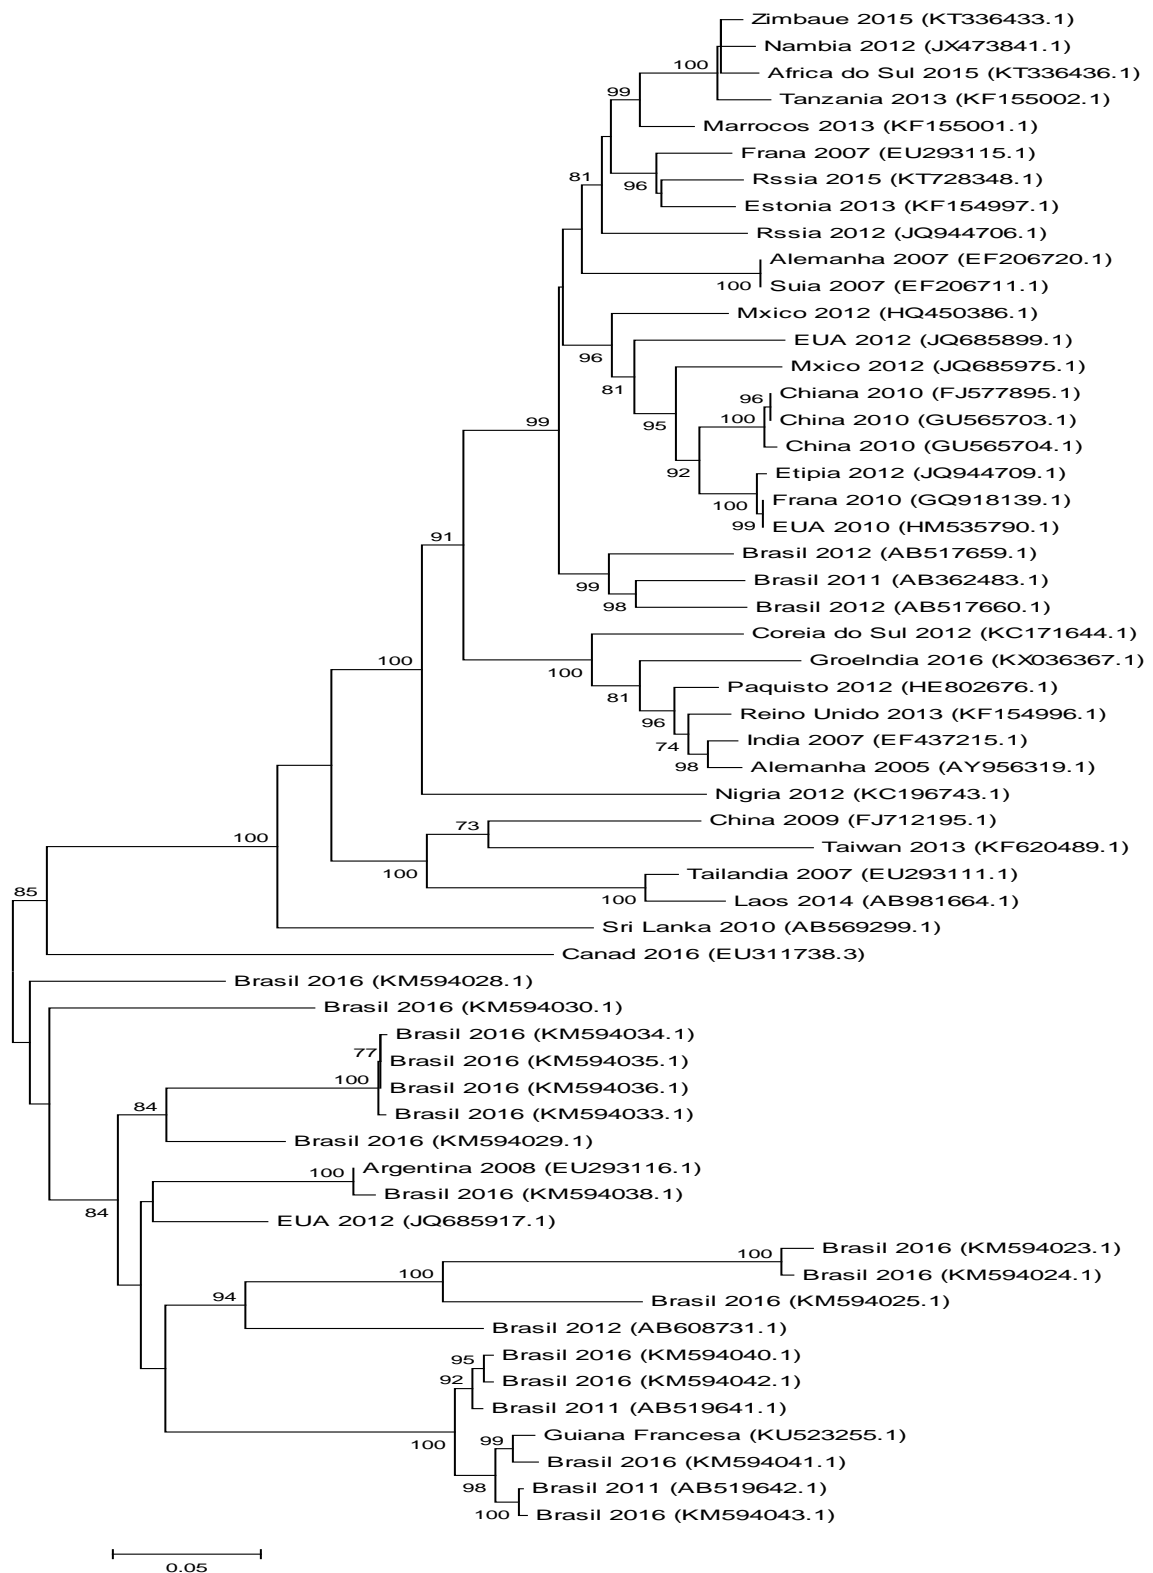 Zimbaue 2015 (KT336433.1)
Nambia 2012 (JX473841.1)
100
Africa do Sul 2015 (KT336436.1)
99
Tanzania 2013 (KF155002.1)
Marrocos 2013 (KF155001.1)
Frana 2007 (EU293115.1)
81
96
Rssia 2015 (KT728348.1)
Estonia 2013 (KF154997.1)
Rssia 2012 (JQ944706.1)
Alemanha 2007 (EF206720.1)
100
Suia 2007 (EF206711.1)
Mxico 2012 (HQ450386.1)
96
EUA 2012 (JQ685899.1)
81
Mxico 2012 (JQ685975.1)
96
Chiana 2010 (FJ577895.1)
99
95
100
China 2010 (GU565703.1)
China 2010 (GU565704.1)
92
Etipia 2012 (JQ944709.1)
100
Frana 2010 (GQ918139.1)
99
EUA 2010 (HM535790.1)
91
Brasil 2012 (AB517659.1)
99
Brasil 2011 (AB362483.1)
98
Brasil 2012 (AB517660.1)
Coreia do Sul 2012 (KC171644.1)
100
100
GroelIndia 2016 (KX036367.1)
81
Paquisto 2012 (HE802676.1)
96
Reino Unido 2013 (KF154996.1)
74
India 2007 (EF437215.1)
98
Alemanha 2005 (AY956319.1)
Nigria 2012 (KC196743.1)
73
China 2009 (FJ712195.1)
100
Taiwan 2013 (KF620489.1)
100
Tailandia 2007 (EU293111.1)
85
100
Laos 2014 (AB981664.1)
Sri Lanka 2010 (AB569299.1)
Canad 2016 (EU311738.3)
Brasil 2016 (KM594028.1)
Brasil 2016 (KM594030.1)
Brasil 2016 (KM594034.1)
77
Brasil 2016 (KM594035.1)
100
Brasil 2016 (KM594036.1)
84
Brasil 2016 (KM594033.1)
Brasil 2016 (KM594029.1)
100
Argentina 2008 (EU293116.1)
Brasil 2016 (KM594038.1)
84
EUA 2012 (JQ685917.1)
100
Brasil 2016 (KM594023.1)
100
Brasil 2016 (KM594024.1)
94
Brasil 2016 (KM594025.1)
Brasil 2012 (AB608731.1)
95
Brasil 2016 (KM594040.1)
92
Brasil 2016 (KM594042.1)
Brasil 2011 (AB519641.1)
100
99
Guiana Francesa (KU523255.1)
Brasil 2016 (KM594041.1)
98
Brasil 2011 (AB519642.1)
100
Brasil 2016 (KM594043.1)
0.05